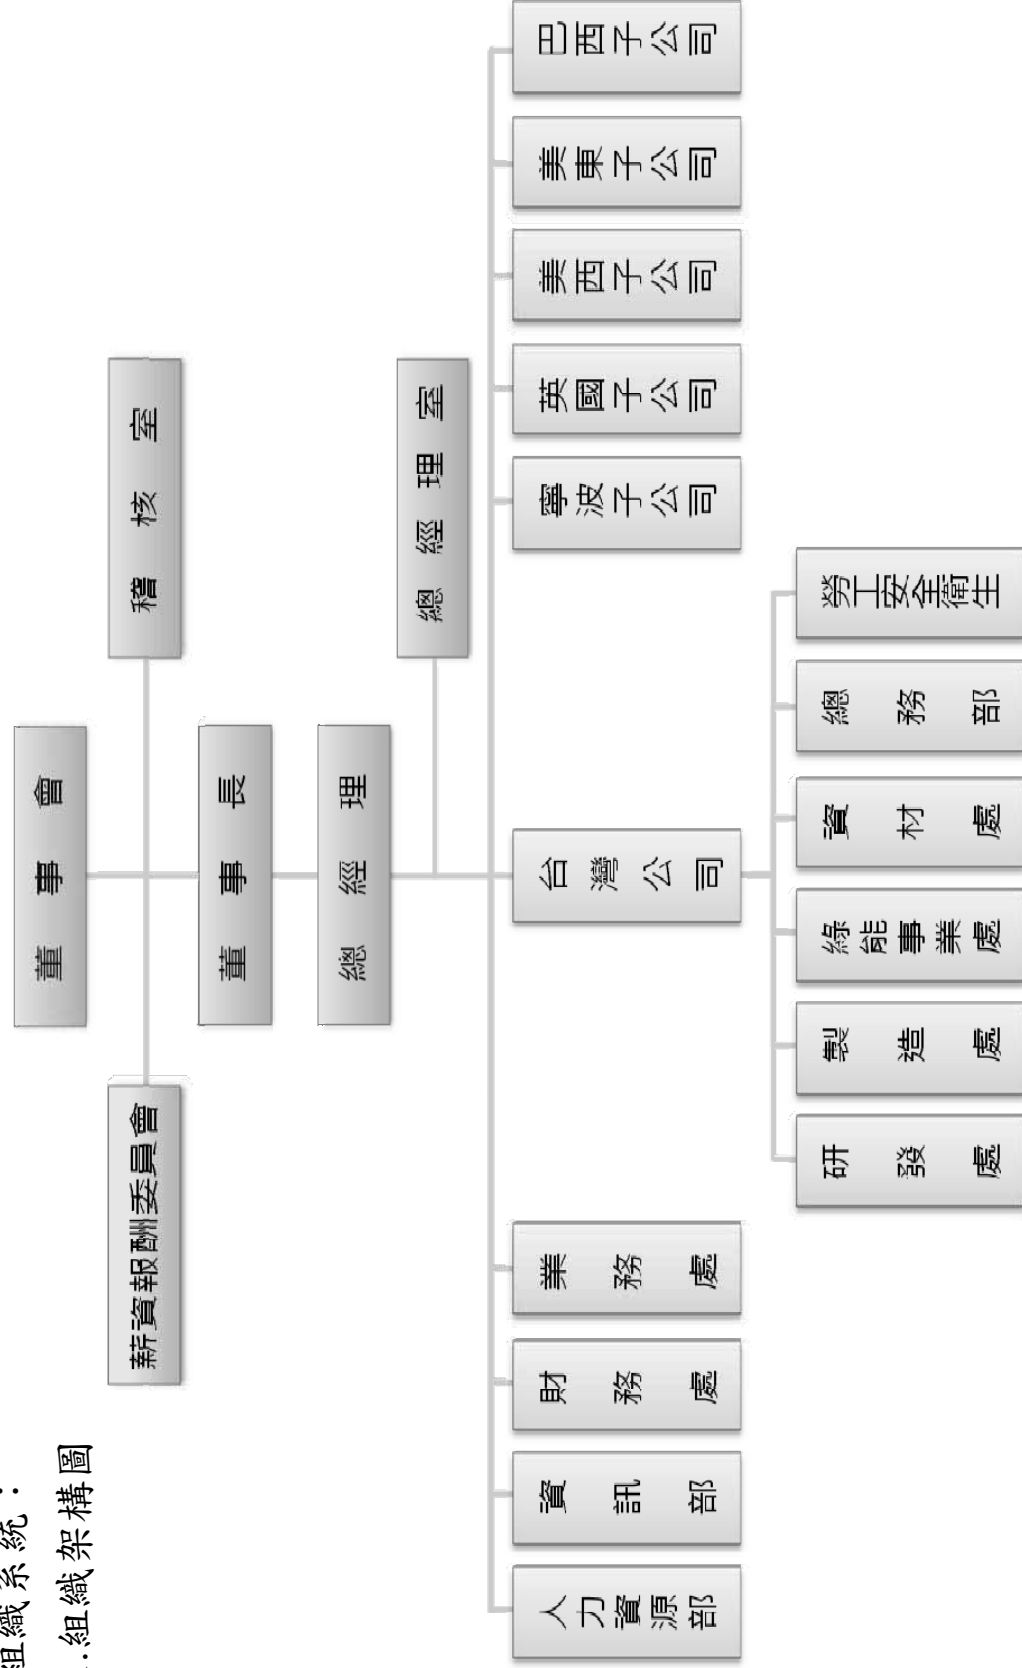 組織系統：
.組織架構圖
董事會
薪資報酬委員會
稽核室
董事長
總經理
總經理室
人力資源部
資訊部
財務處
業務處
台灣公司
寧波子公司
英國子公司
美西子公司
美東子公司
巴西子公司
研發處
製造處
綠能事業處
資材處
總務部
勞工安全衛生